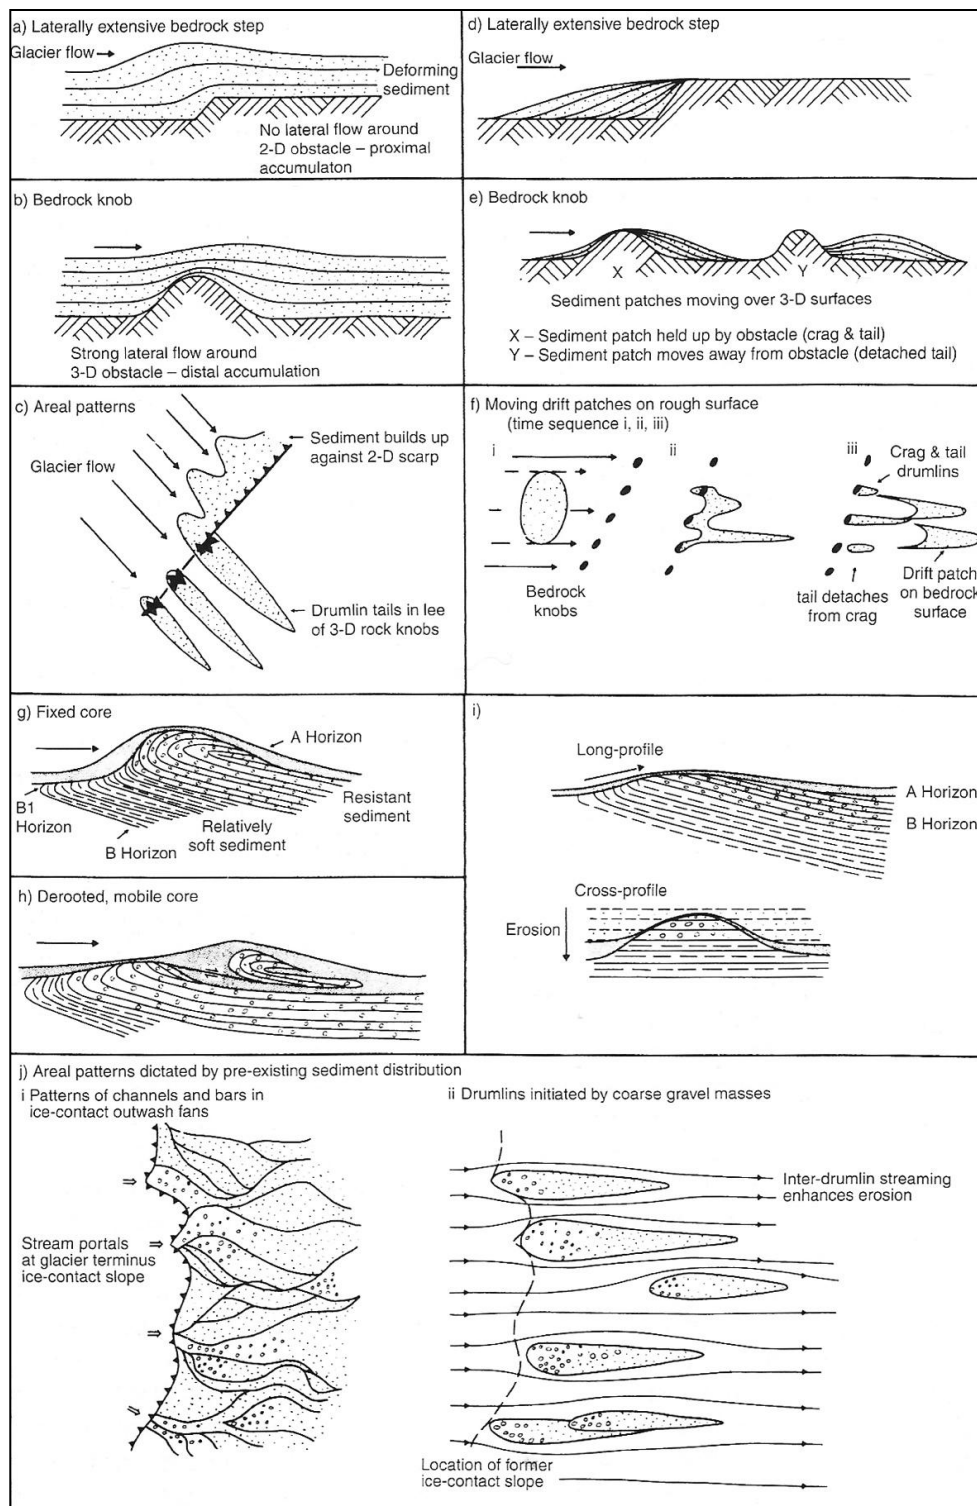 a) Laterally extensive bedrock step
Glacier flow
Deforming
sediment
No lateral flow around
2-D obstacle – proximal
accumulaton
b) Bedrock knob
Strong lateral flow around
3-D obstacle – distal accumulation
c) Areal patterns
Glacier flow
Sediment builds up
against 2-D scarp
Drumlin tails in lee
of 3-D rock knobs
d) Laterally extensive bedrock step
Glacier flow
e) Bedrock knob
X
Y
Sediment patches moving over 3-D surfaces
X – Sediment patch held up by obstacle (crag & tail)
Y – Sediment patch moves away from obstacle (detached tail)
f) Moving drift patches on rough surface
(time sequence i, ii, iii)
i
ii
iii
Bedrock
knobs
Crag & tail
drumlins
tail detaches
from crag
Drift patch
on bedrock
surface
g) Fixed core
A Horizon
B1
Horizon
B Horizon
Relatively
soft sediment
Resistant
sediment
h) Derooted, mobile core
i)
Long-profile
A Horizon
B Horizon
Cross-profile
Erosion
j) Areal patterns dictated by pre-existing sediment distribution
i Patterns of channels and bars in
ice-contact outwash fans
Stream portals
at glacier terminus
ice-contact slope
ii Drumlins initiated by coarse gravel masses
Inter-drumlin streaming
enhances erosion
Location of former
ice-contact slope